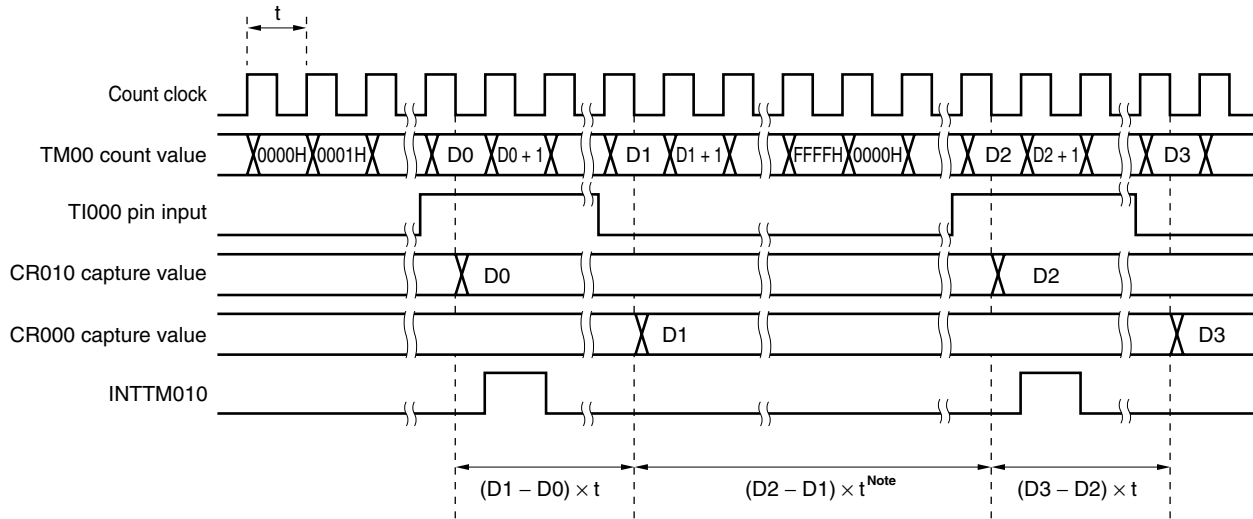 t
Count clock
TM00 count value 0000H 0001H D0 D0 + 1 D1 D1 + 1 FFFFH 0000H D2 D2 + 1 D3
TI000 pin input
CR010 capture value D0 D2
CR000 capture value D1 D3
INTTM010
(D1 − D0) × t (D2 − D1) × t Note (D3 − D2) × t